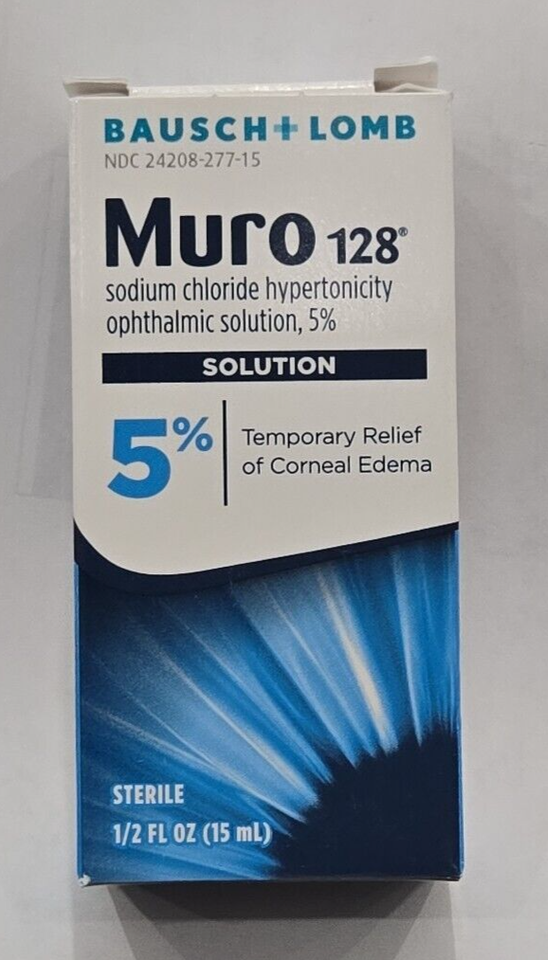 BAUSCH + LOMB
NDC 24208-277-15
Muro 128®
sodium chloride hypertonicity
ophthalmic solution, 5%
SOLUTION
5%
Temporary Relief
of Corneal Edema
STERILE
1/2 FL OZ (15 mL)